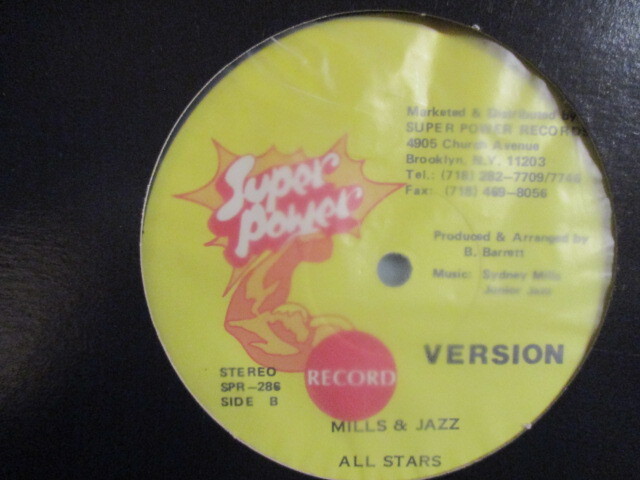 Marketed & Distributed by
SUPER POWER RECORDS
4905 Church Avenue
Brooklyn, N.Y. 11203
Tel.: (718) 282-7709/7746
Fax: (718) 469-8056
Super
Power
Produced & Arranged by
B. Barrett
Music: Sydney Mills
Junior Jazz
VERSION
STEREO
SPR-286
SIDE B
RECORD
MILLS & JAZZ
ALL STARS